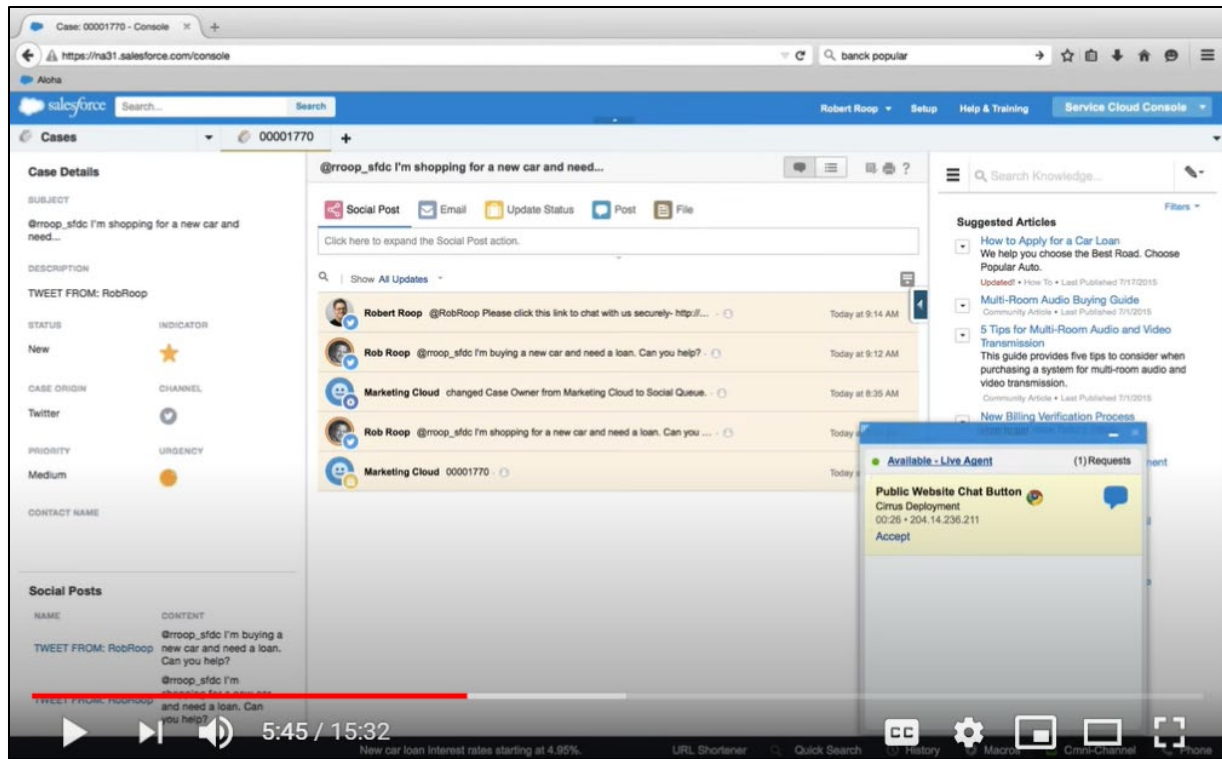 Case: 00001770 - Console
https://na31.salesforce.com/console
banck popular
Aloha
salesforce
Search...
Search
Robert Roop
Setup
Help & Training
Service Cloud Console
Cases
00001770
Case Details
SUBJECT
@rroop_sfdc I'm shopping for a new car and
need...
DESCRIPTION
TWEET FROM: RobRoop
STATUS
INDICATOR
New
CASE ORIGIN
CHANNEL
Twitter
PRIORITY
URGENCY
Medium
CONTACT NAME
Social Posts
NAME
CONTENT
TWEET FROM: RobRoop
@rroop_sfdc I'm buying a
new car and need a loan.
Can you help?
TWEET FROM: RobRoop
@rroop_sfdc I'm
shopping for a new car
and need a loan. Can
you help?
@rroop_sfdc I'm shopping for a new car and need...
Social Post
Email
Update Status
Post
File
Click here to expand the Social Post action.
Show All Updates
Robert Roop @RobRoop Please click this link to chat with us securely- http://... Today at 9:14 AM
Rob Roop @rroop_sfdc I'm buying a new car and need a loan. Can you help? Today at 9:12 AM
Marketing Cloud changed Case Owner from Marketing Cloud to Social Queue. Today at 8:35 AM
Rob Roop @rroop_sfdc I'm shopping for a new car and need a loan. Can you ... Today
Marketing Cloud 00001770 Today
Search Knowledge...
Filters
Suggested Articles
How to Apply for a Car Loan
We help you choose the Best Road. Choose
Popular Auto.
Updated! • How To • Last Published 7/17/2015
Multi-Room Audio Buying Guide
Community Article • Last Published 7/1/2015
5 Tips for Multi-Room Audio and Video
Transmission
This guide provides five tips to consider when
purchasing a system for multi-room audio and
video transmission.
Community Article • Last Published 7/1/2015
New Billing Verification Process
Available - Live Agent
(1) Requests
Public Website Chat Button
Cirrus Deployment
00:26 • 204.14.236.211
Accept
5:45 / 15:32
CC
New car loan interest rates starting at 4.95%.
URL Shortener
Quick Search
History
Macros
Omni-Channel
Phone